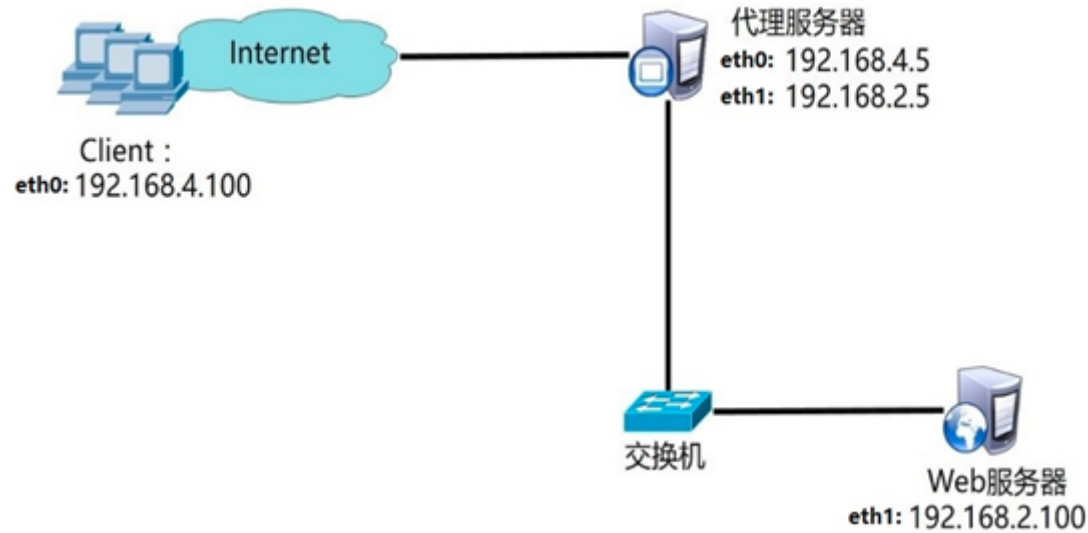 Internet
代理服务器
eth0: 192.168.4.5
eth1: 192.168.2.5
Client：
eth0: 192.168.4.100
交换机
Web服务器
eth1: 192.168.2.100